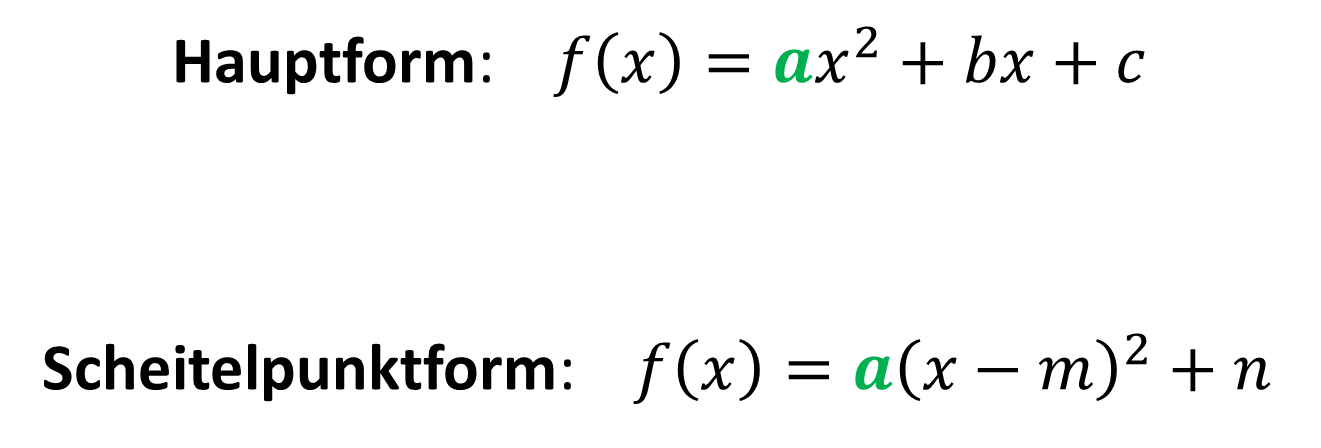 Hauptform: f(x) = ax² + bx + c
Scheitelpunktform: f(x) = a(x − m)² + n